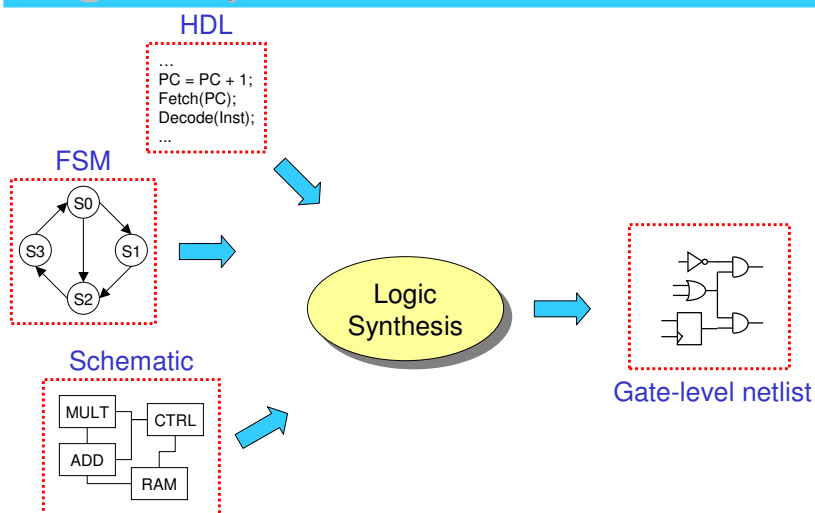 HDL
...
PC = PC + 1;
Fetch(PC);
Decode(Inst);
...
FSM
S0
S3
S1
S2
Logic
Synthesis
Schematic
MULT
CTRL
ADD
RAM
Gate-level netlist